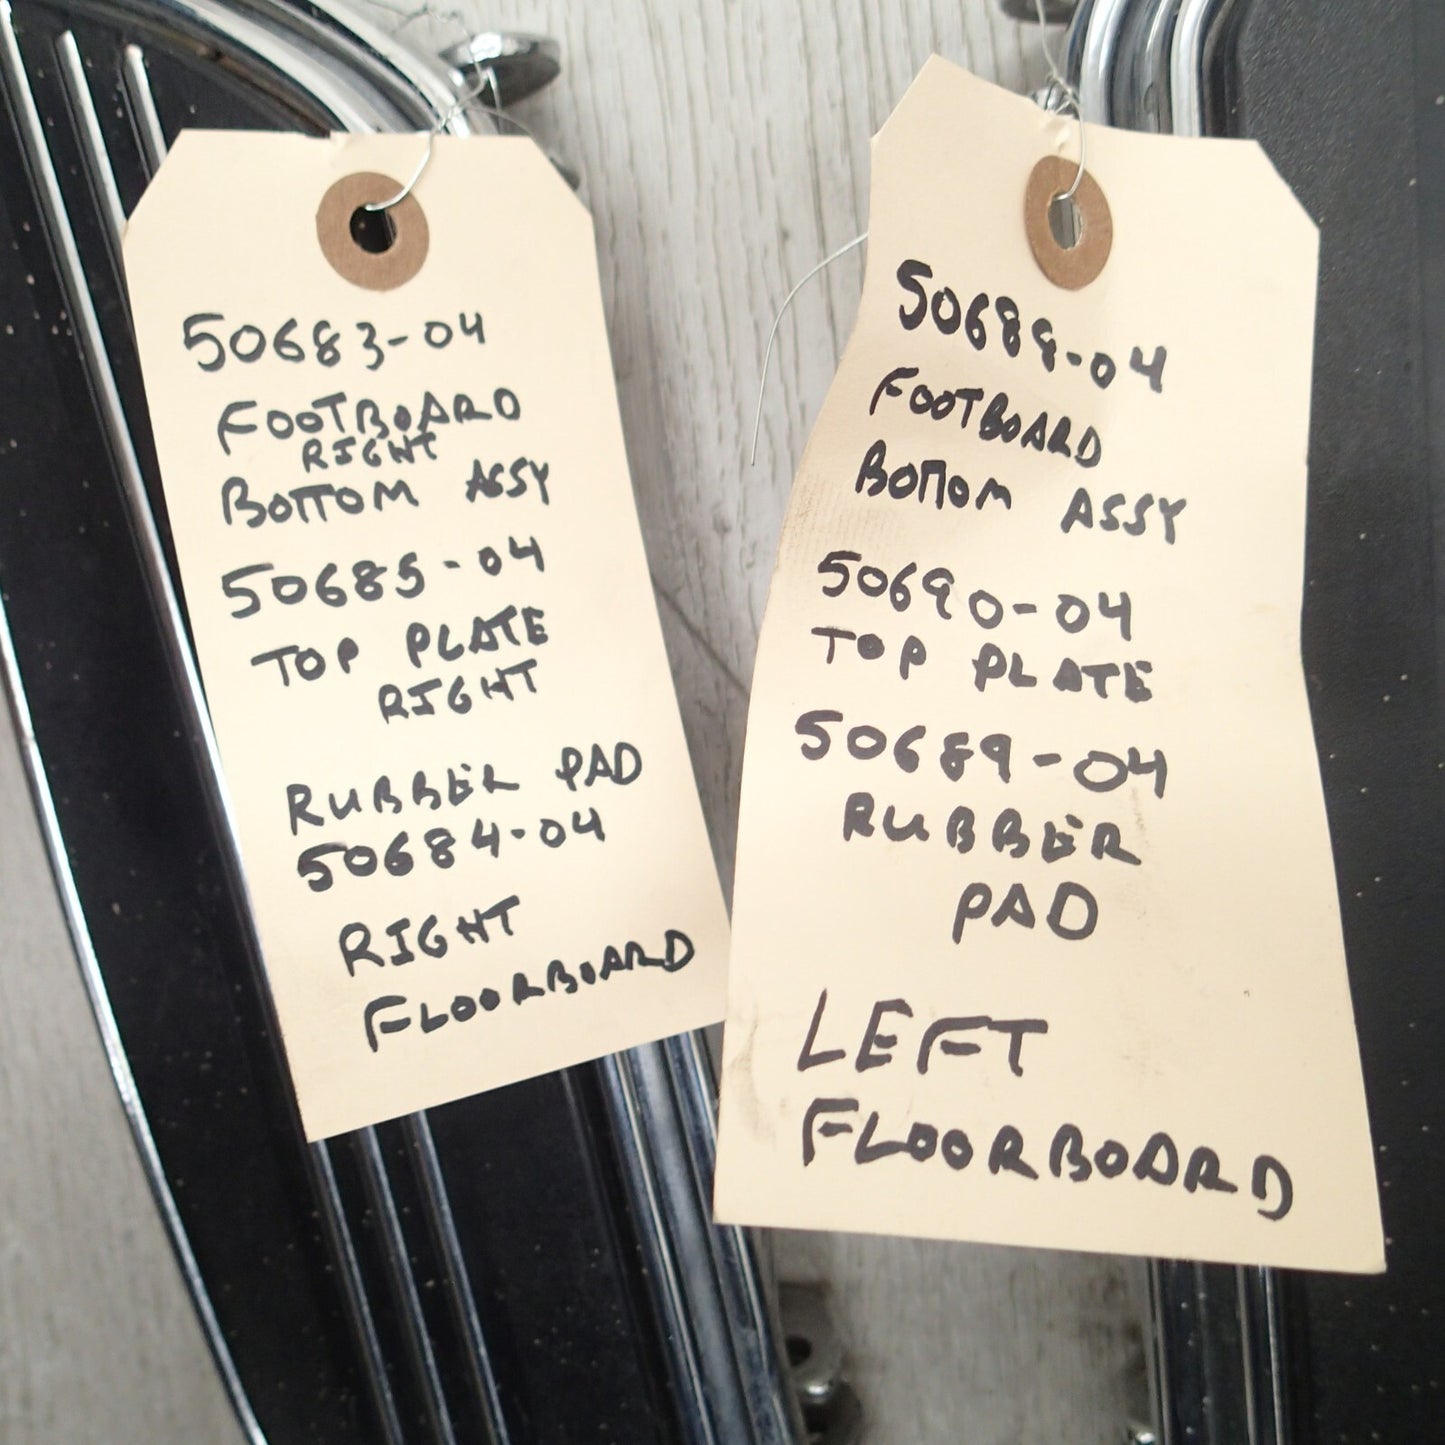 50683-04
FOOTBOARD
RIGHT
BOTTOM ASSY
50685-04
TOP PLATE
RIGHT
RUBBER PAD
50684-04
RIGHT
FLOORBOARD
50688-04
FOOTBOARD
BOTTOM ASSY
50690-04
TOP PLATE
50689-04
RUBBER
PAD
LEFT
FLOORBOARD